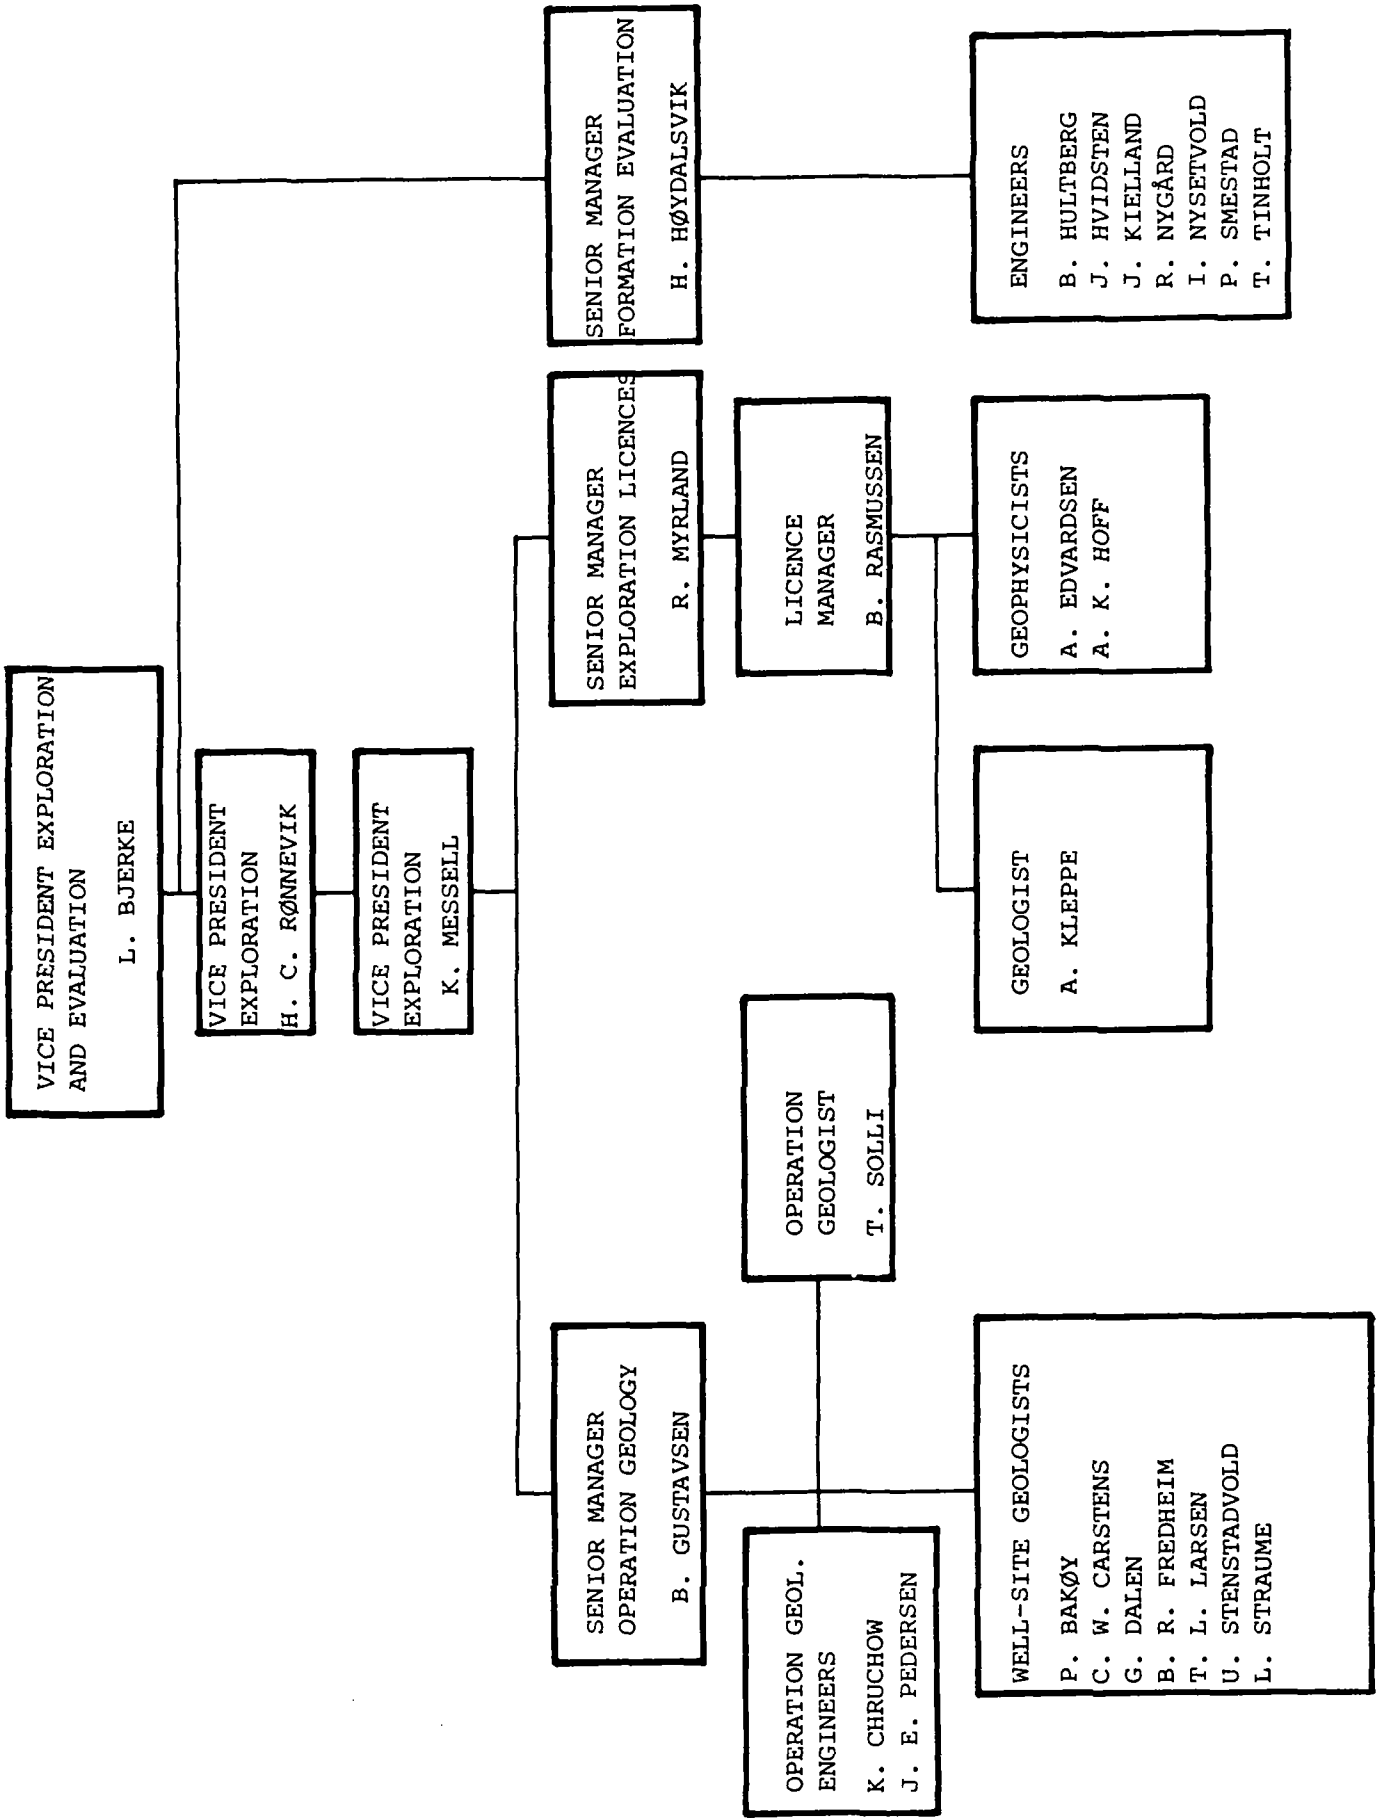 VICE PRESIDENT EXPLORATION
AND EVALUATION
L. BJERKE
VICE PRESIDENT
EXPLORATION
H. C. RØNNEVIK
VICE PRESIDENT
EXPLORATION
K. MESSELL
SENIOR MANAGER
OPERATION GEOLOGY
B. GUSTAVSEN
SENIOR MANAGER
EXPLORATION LICENCES
R. MYRLAND
SENIOR MANAGER
FORMATION EVALUATION
H. HØYDALSVIK
OPERATION GEOL.
ENGINEERS
K. CHRUCHOW
J. E. PEDERSEN
OPERATION
GEOLOGIST
T. SOLLI
LICENCE
MANAGER
B. RASMUSSEN
WELL-SITE GEOLOGISTS
P. BAKØY
C. W. CARSTENS
G. DALEN
B. R. FREDHEIM
T. L. LARSEN
U. STENSTADVOLD
L. STRAUME
GEOLOGIST
A. KLEPPE
GEOPHYSICISTS
A. EDVARDSEN
A. K. HOFF
ENGINEERS
B. HULTBERG
J. HVIDSTEN
J. KIELLAND
R. NYGÅRD
I. NYSETVOLD
P. SMESTAD
T. TINHOLT